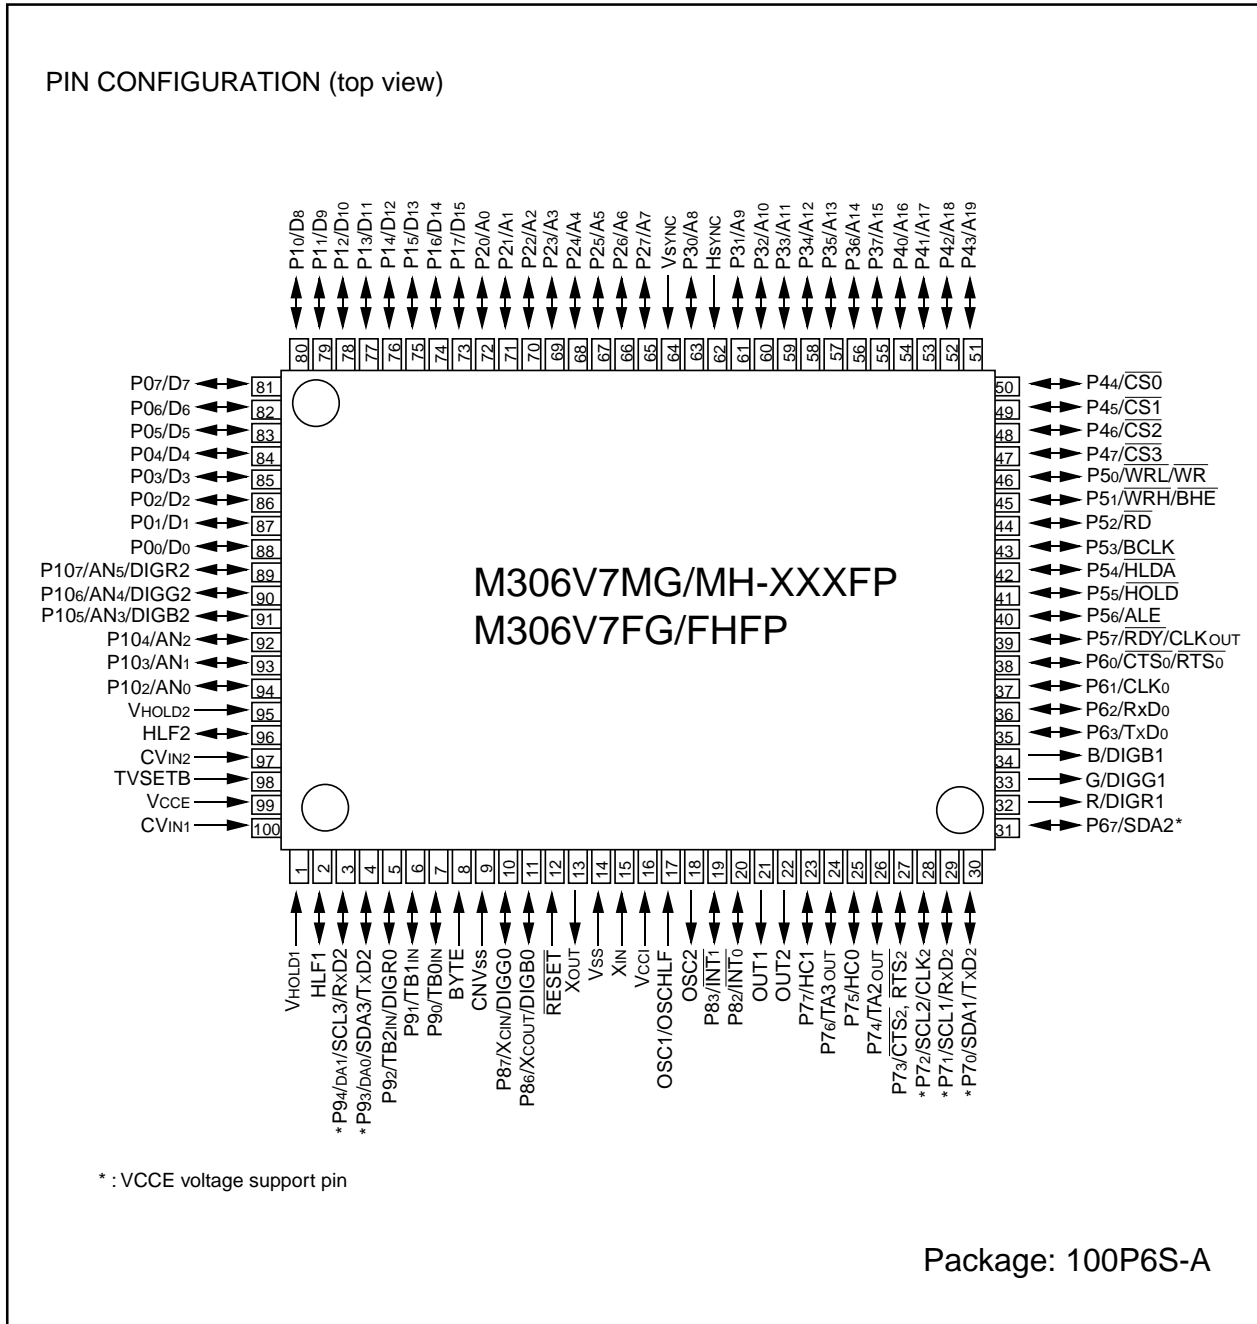 PIN CONFIGURATION (top view)
P10/D8
P11/D9
P12/D10
P13/D11
P14/D12
P15/D13
P16/D14
P17/D15
P20/A0
P21/A1
P22/A2
P23/A3
P24/A4
P25/A5
P26/A6
P27/A7
VSYNC
P30/A8
HSYNC
P31/A9
P32/A10
P33/A11
P34/A12
P35/A13
P36/A14
P37/A15
P40/A16
P41/A17
P42/A18
P43/A19
80 79 78 77 76 75 74 73 72 71 70 69 68 67 66 65 64 63 62 61 60 59 58 57 56 55 54 53 52 51
P07/D7 81
P06/D6 82
P05/D5 83
P04/D4 84
P03/D3 85
P02/D2 86
P01/D1 87
P00/D0 88
P107/AN5/DIGR2 89
P106/AN4/DIGG2 90
P105/AN3/DIGB2 91
P104/AN2 92
P103/AN1 93
P102/AN0 94
VHOLD2 95
HLF2 96
CVIN2 97
TVSETB 98
VCCE 99
CVIN1 100
M306V7MG/MH-XXXFP
M306V7FG/FHFP
50 P44/CS0
49 P45/CS1
48 P46/CS2
47 P47/CS3
46 P50/WRL/WR
45 P51/WRH/BHE
44 P52/RD
43 P53/BCLK
42 P54/HLDA
41 P55/HOLD
40 P56/ALE
39 P57/RDY/CLKOUT
38 P60/CTS0/RTS0
37 P61/CLK0
36 P62/RxD0
35 P63/TxD0
34 B/DIGB1
33 G/DIGG1
32 R/DIGR1
31 P67/SDA2*
1 2 3 4 5 6 7 8 9 10 11 12 13 14 15 16 17 18 19 20 21 22 23 24 25 26 27 28 29 30
VHOLD1
HLF1
*P94/DA1/SCL3/RxD2
*P93/DA0/SDA3/TxD2
P92/TB2IN/DIGR0
P91/TB1IN
P90/TB0IN
BYTE
CNVss
P87/XCIN/DIGG0
P86/XCOUT/DIGB0
RESET
XOUT
VSS
XIN
VCCI
OSC1/OSCHLF
OSC2
P83/INT1
P82/INT0
OUT1
OUT2
P77/HC1
P76/TA3OUT
P75/HC0
P74/TA2OUT
P73/CTS2, RTS2
*P72/SCL2/CLK2
*P71/SCL1/RxD2
*P70/SDA1/TxD2
* : VCCE voltage support pin
Package: 100P6S-A